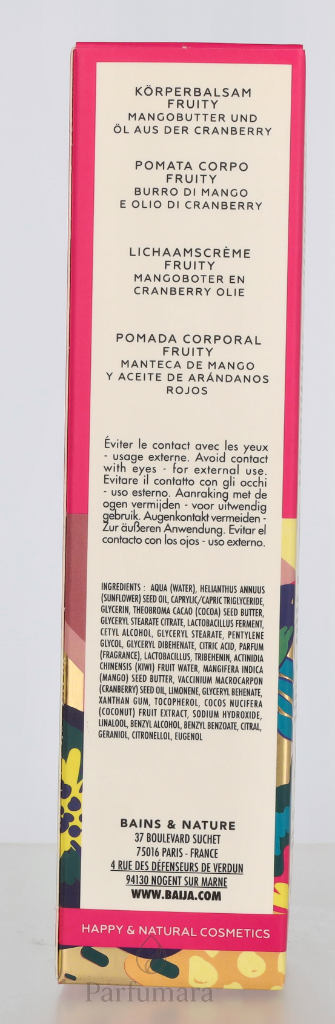 KÖRPERBALSAM
FRUITY
MANGOBUTTER UND
ÖL AUS DER CRANBERRY
POMATA CORPO
FRUITY
BURRO DI MANGO
E OLIO DI CRANBERRY
LICHAAMSCRÈME
FRUITY
MANGOBOTER EN
CRANBERRY OLIE
POMADA CORPORAL
FRUITY
MANTECA DE MANGO
Y ACEITE DE ARÁNDANOS
ROJOS
Éviter le contact avec les yeux
- usage externe. Avoid contact
with eyes - for external use.
Evitare il contatto con gli occhi
- uso esterno. Aanraking met de
ogen vermijden - voor uitwendig
gebruik. Augenkontakt vermeiden -
Zur äußeren Anwendung. Evitar el
contacto con los ojos - uso externo.
INGREDIENTS : AQUA (WATER), HELIANTHUS ANNUUS
(SUNFLOWER) SEED OIL, CAPRYLIC/CAPRIC TRIGLYCERIDE,
GLYCERIN, THEOBROMA CACAO (COCOA) SEED BUTTER,
GLYCERYL STEARATE CITRATE, LACTOBACILLUS FERMENT,
CETYL ALCOHOL, GLYCERYL STEARATE, PENTYLENE
GLYCOL, GLYCERYL DIBEHENATE, CITRIC ACID, PARFUM
(FRAGRANCE), LACTOBACILLUS, TRIBEHENIN, ACTINIDIA
CHINENSIS (KIWI) FRUIT WATER, MANGIFERA INDICA
(MANGO) SEED BUTTER, VACCINIUM MACROCARPON
(CRANBERRY) SEED OIL, LIMONENE, GLYCERYL BEHENATE,
XANTHAN GUM, TOCOPHEROL, COCOS NUCIFERA
(COCONUT) FRUIT EXTRACT, SODIUM HYDROXIDE,
LINALOOL, BENZYL ALCOHOL, BENZYL BENZOATE, CITRAL,
GERANIOL, CITRONELLOL, EUGENOL
BAINS & NATURE
37 BOULEVARD SUCHET
75016 PARIS - FRANCE
4 RUE DES DÉFENSEURS DE VERDUN
94130 NOGENT SUR MARNE
WWW.BAIJA.COM
HAPPY & NATURAL COSMETICS
Parfumara